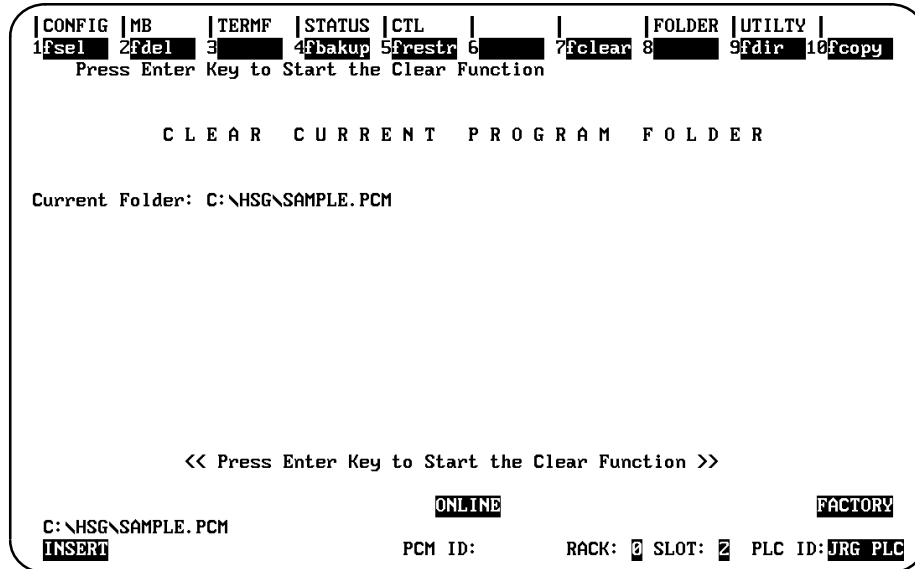 |CONFIG |MB |TERMF |STATUS |CTL | | |FOLDER |UTILTY |
1fsel 2fdel 3 4fbakup 5frestr 6 7fclear 8 9fdir 10fcopy
Press Enter Key to Start the Clear Function
C L E A R C U R R E N T P R O G R A M F O L D E R
Current Folder: C:\HSG\SAMPLE.PCM
<< Press Enter Key to Start the Clear Function >>
ONLINE FACTORY
C:\HSG\SAMPLE.PCM
INSERT PCM ID: RACK: 0 SLOT: 2 PLC ID: JRG PLC